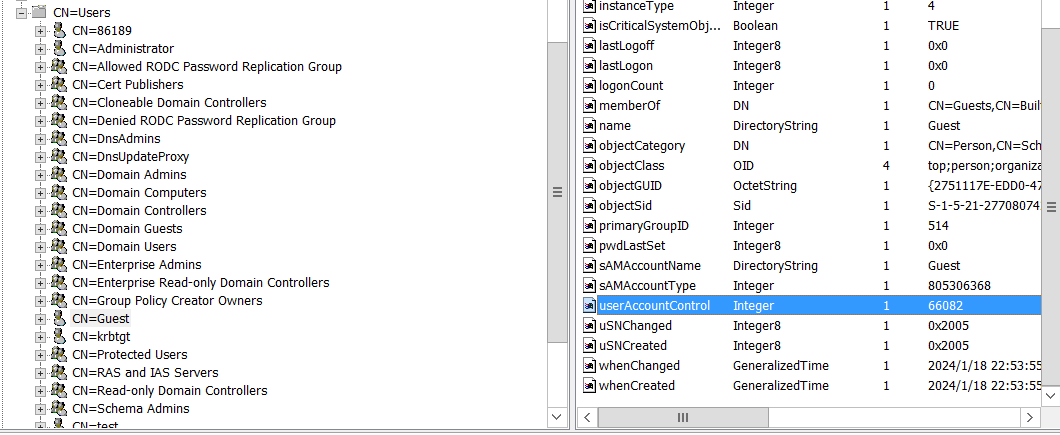 CN=Users
CN=86189
CN=Administrator
CN=Allowed RODC Password Replication Group
CN=Cert Publishers
CN=Cloneable Domain Controllers
CN=Denied RODC Password Replication Group
CN=DnsAdmins
CN=DnsUpdateProxy
CN=Domain Admins
CN=Domain Computers
CN=Domain Controllers
CN=Domain Guests
CN=Domain Users
CN=Enterprise Admins
CN=Enterprise Read-only Domain Controllers
CN=Group Policy Creator Owners
CN=Guest
CN=krbtgt
CN=Protected Users
CN=RAS and IAS Servers
CN=Read-only Domain Controllers
CN=Schema Admins
CN=test
instanceType Integer 1 4
isCriticalSystemObj... Boolean 1 TRUE
lastLogoff Integer8 1 0x0
lastLogon Integer8 1 0x0
logonCount Integer 1 0
memberOf DN 1 CN=Guests,CN=Buil
name DirectoryString 1 Guest
objectCategory DN 1 CN=Person,CN=Sch
objectClass OID 4 top;person;organiza
objectGUID OctetString 1 {2751117E-EDD0-47
objectSid Sid 1 S-1-5-21-27708074
primaryGroupID Integer 1 514
pwdLastSet Integer8 1 0x0
sAMAccountName DirectoryString 1 Guest
sAMAccountType Integer 1 805306368
userAccountControl Integer 1 66082
uSNChanged Integer8 1 0x2005
uSNCreated Integer8 1 0x2005
whenChanged GeneralizedTime 1 2024/1/18 22:53:55
whenCreated GeneralizedTime 1 2024/1/18 22:53:55